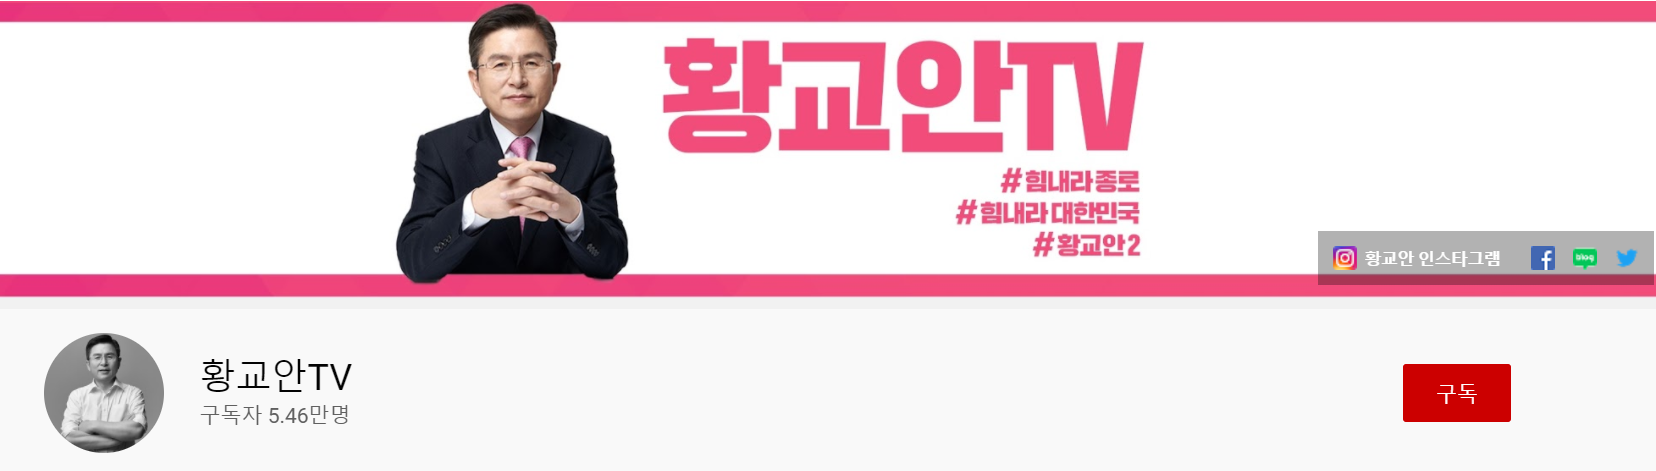 황교안TV
#힘내라 종로
#힘내라 대한민국
#황교안2
황교안 인스타그램
blog
황교안TV
구독자 5.46만명
구독